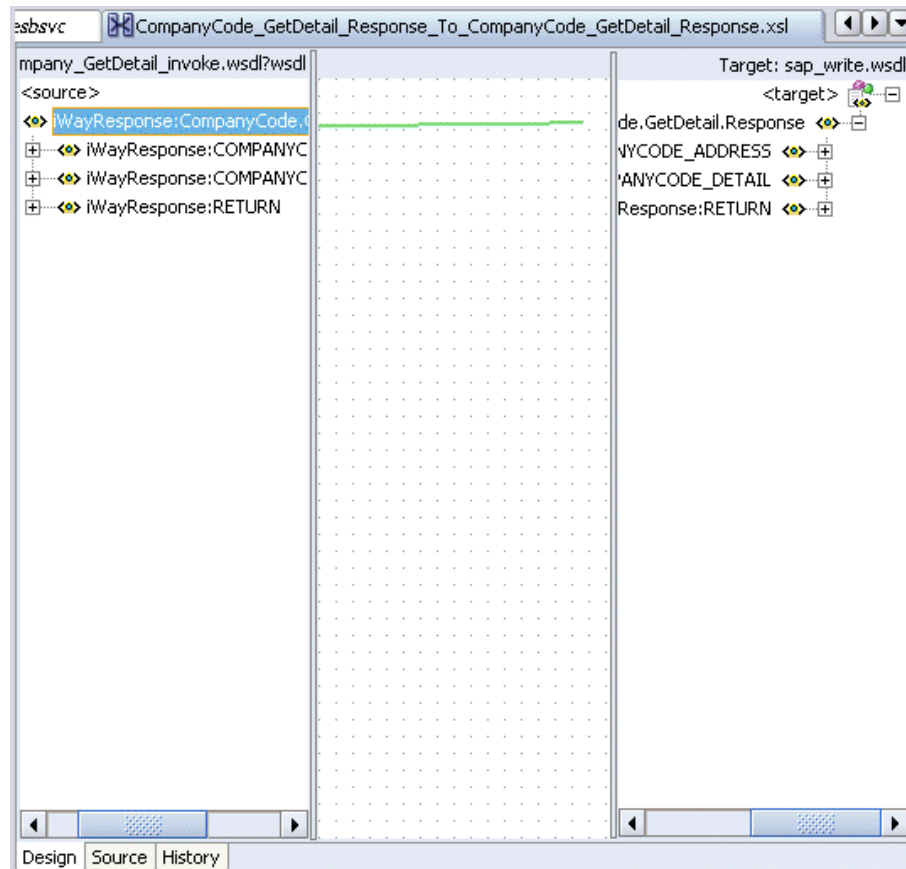 esbsvc
CompanyCode_GetDetail_Response_To_CompanyCode_GetDetail_Response.xsl
mpany_GetDetail_invoke.wsdl?wsdl
Target: sap_write.wsdl
<source>
<target>
iWayResponse:CompanyCode.
de.GetDetail.Response
iWayResponse:COMPANYC
YCODE_ADDRESS
iWayResponse:COMPANYC
ANYCODE_DETAIL
iWayResponse:RETURN
Response:RETURN
Design Source History